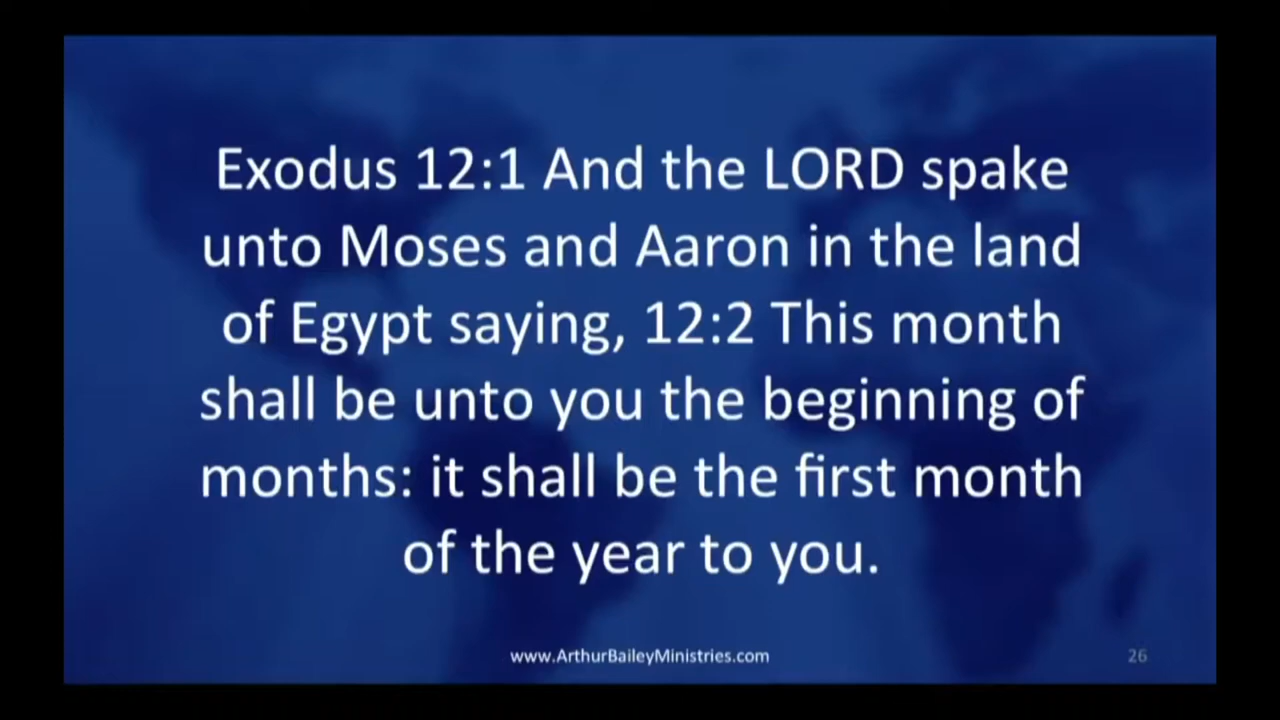 Exodus 12:1 And the LORD spake
unto Moses and Aaron in the land
of Egypt saying, 12:2 This month
shall be unto you the beginning of
months: it shall be the first month
of the year to you.
www.ArthurBaileyMinistries.com
26